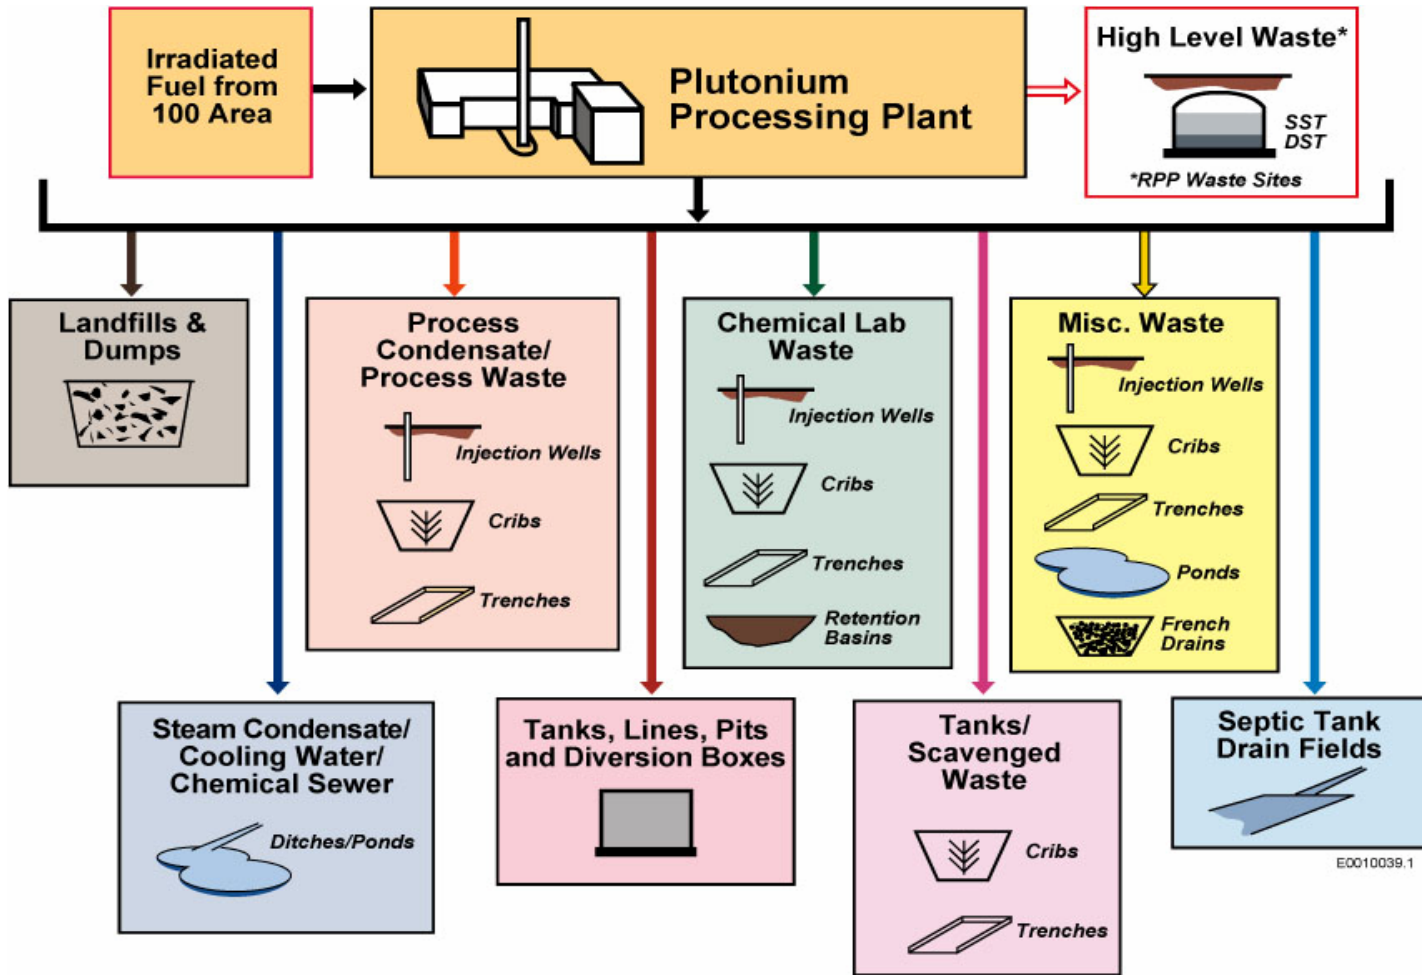 Irradiated
Fuel from
100 Area
Plutonium
Processing Plant
High Level Waste*
SST
DST
*RPP Waste Sites
Landfills &
Dumps
Process
Condensate/
Process Waste
Injection Wells
Cribs
Trenches
Chemical Lab
Waste
Injection Wells
Cribs
Trenches
Retention
Basins
Misc. Waste
Injection Wells
Cribs
Trenches
Ponds
French
Drains
Steam Condensate/
Cooling Water/
Chemical Sewer
Ditches/Ponds
Tanks, Lines, Pits
and Diversion Boxes
Tanks/
Scavenged
Waste
Cribs
Trenches
Septic Tank
Drain Fields
E0010039.1